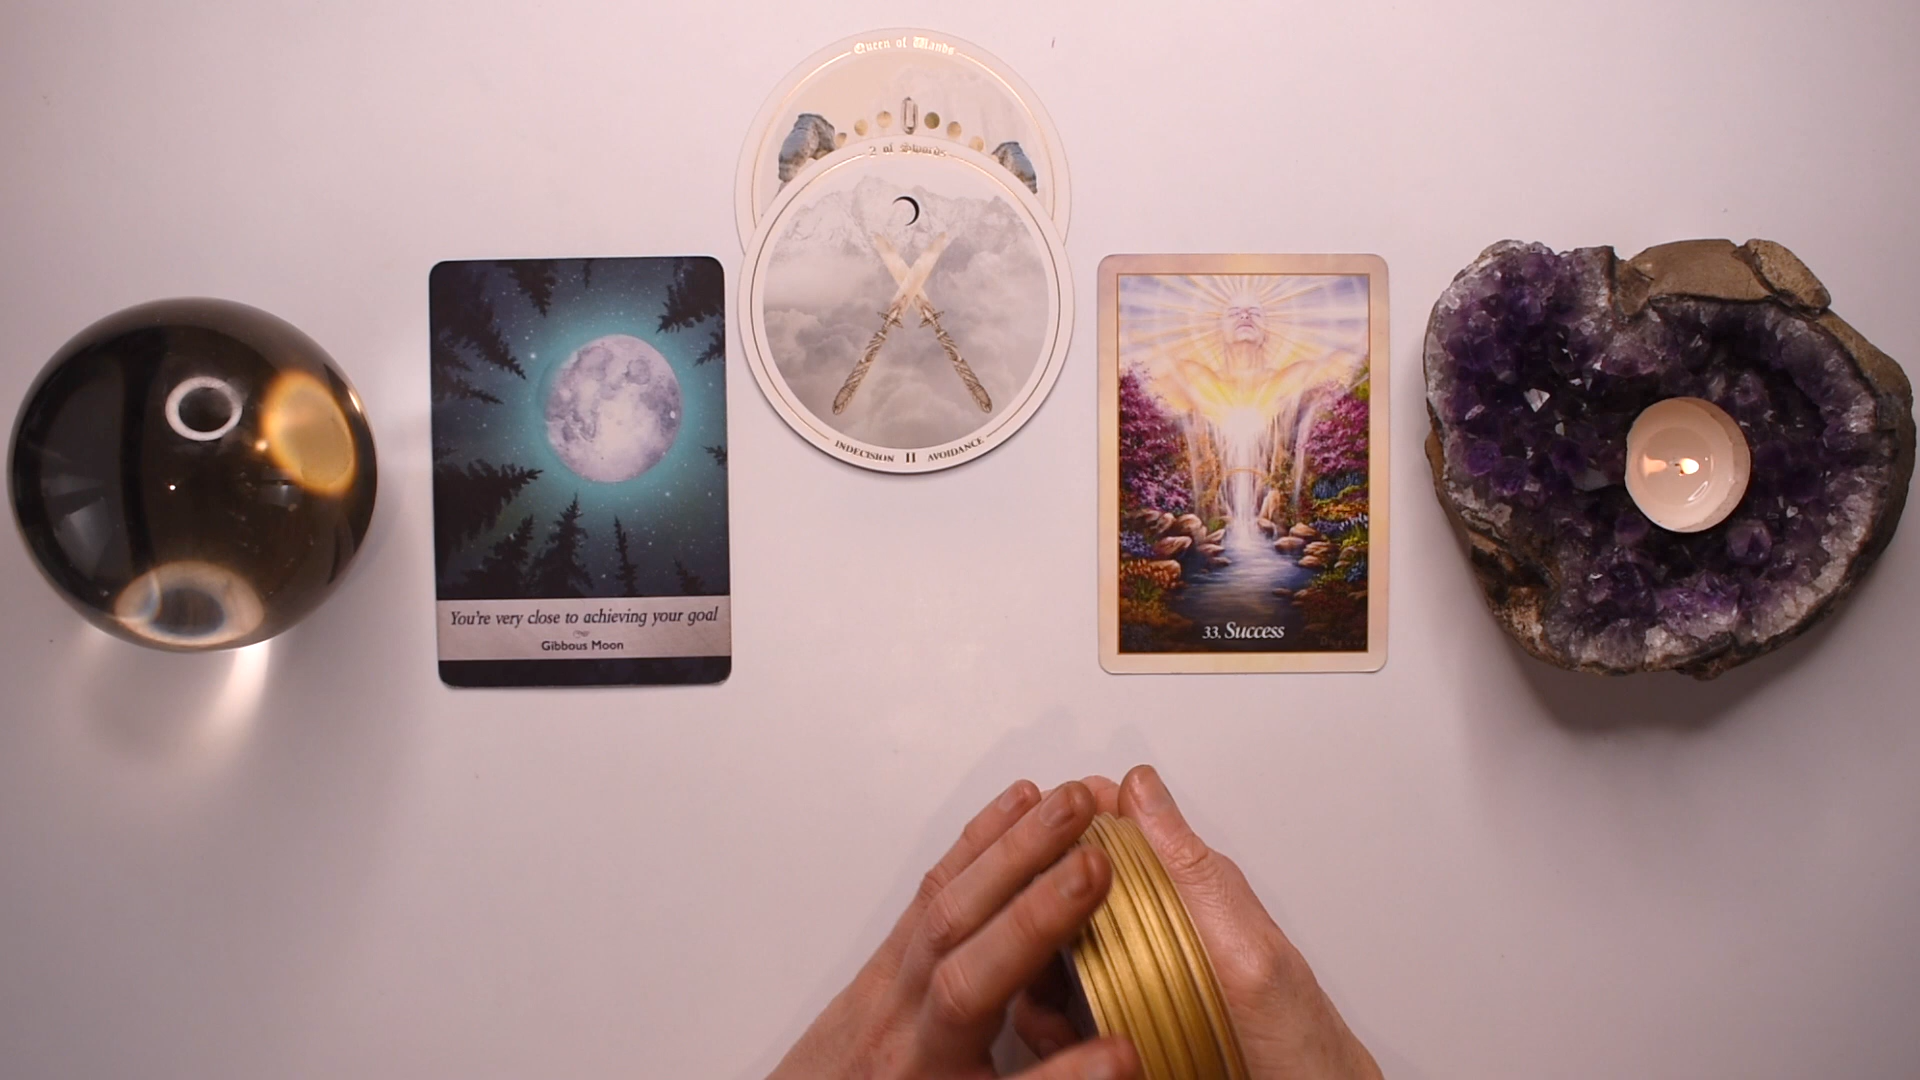 Queen of Wands
2 of Swords
INDECISION II AVOIDANCE
You're very close to achieving your goal
Gibbous Moon
33. Success